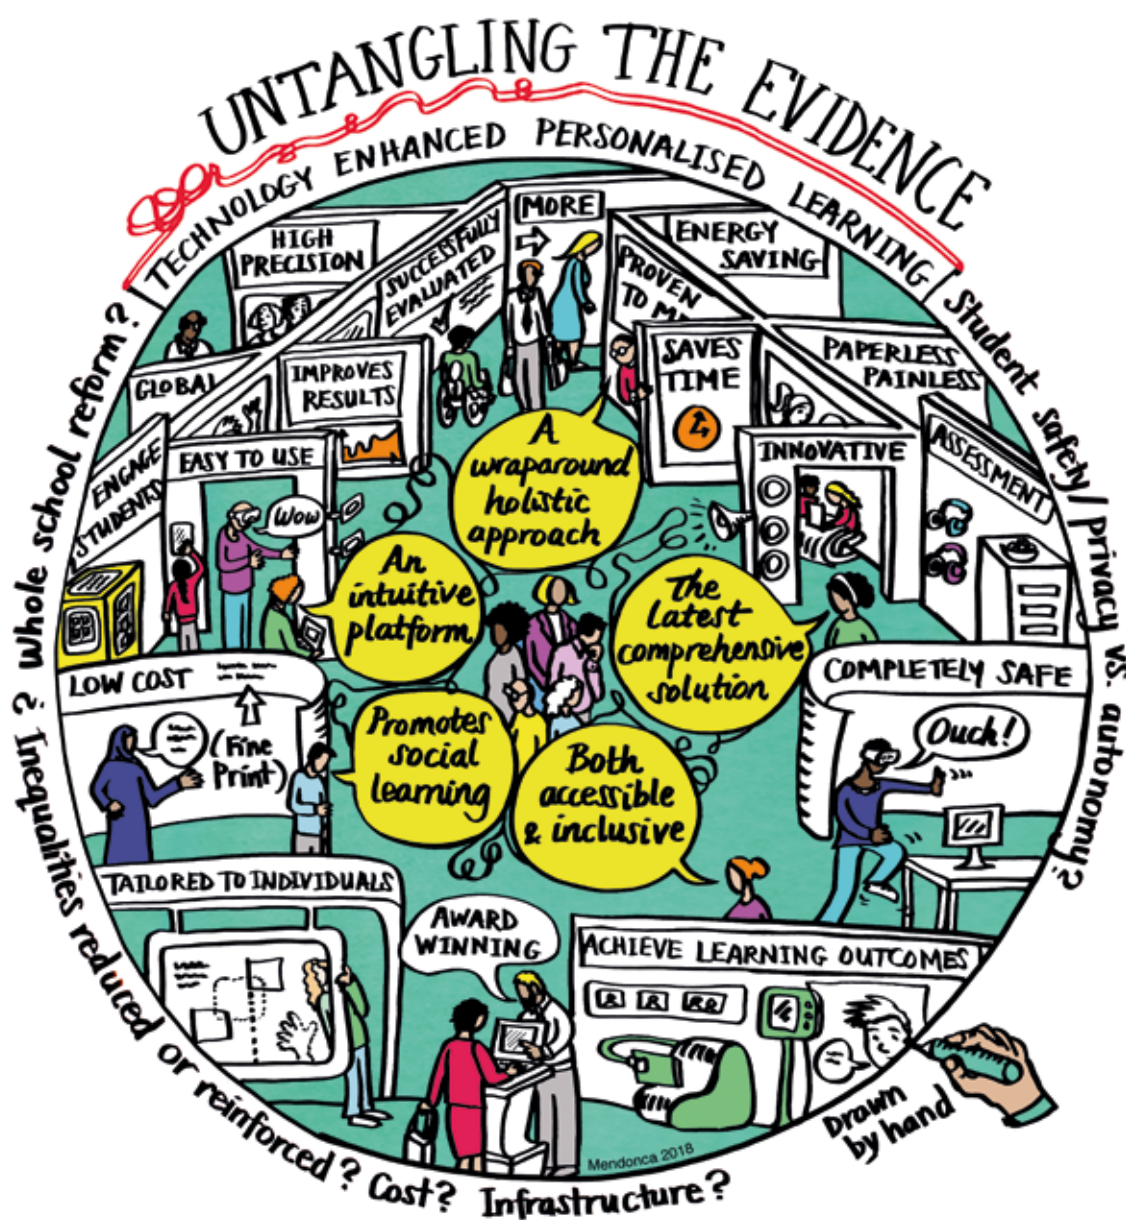 UNTANGLING THE EVIDENCE
TECHNOLOGY ENHANCED PERSONALISED LEARNING
Student safety/privacy vs. autonomy?
Whole school reform?
? Inequalities reduced or reinforced? Cost? Infrastructure?
HIGH
PRECISION
SUCCESSFULLY
EVALUATED
MORE
PROVEN
TO M
ENERGY
SAVING
GLOBAL
IMPROVES
RESULTS
SAVES
TIME
PAPERLESS
PAINLESS
ENGAGE
STUDENTS
EASY TO USE
Wow
A
wraparound
holistic
approach
INNOVATIVE
ASSESSMENT
An
intuitive
platform
The
latest
comprehensive
solution
LOW COST
(Fine
Print)
Promotes
social
learning
Both
accessible
& inclusive
COMPLETELY SAFE
Ouch!
TAILORED TO INDIVIDUALS
AWARD
WINNING
ACHIEVE LEARNING OUTCOMES
Drawn
by hand
Mendonca 2018